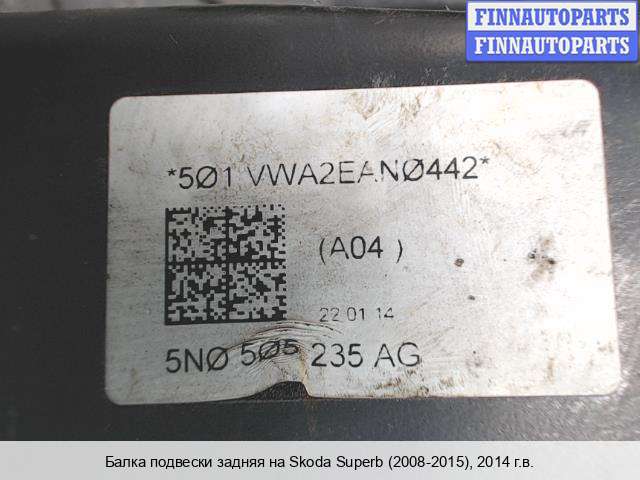 FINNAUTOPARTS
FINNAUTOPARTS
*5Ø1 VWA2EANØ442*
(A04 )
22 01 14
5NØ 5Ø5 235 AG
Балка подвески задняя на Skoda Superb (2008-2015), 2014 г.в.